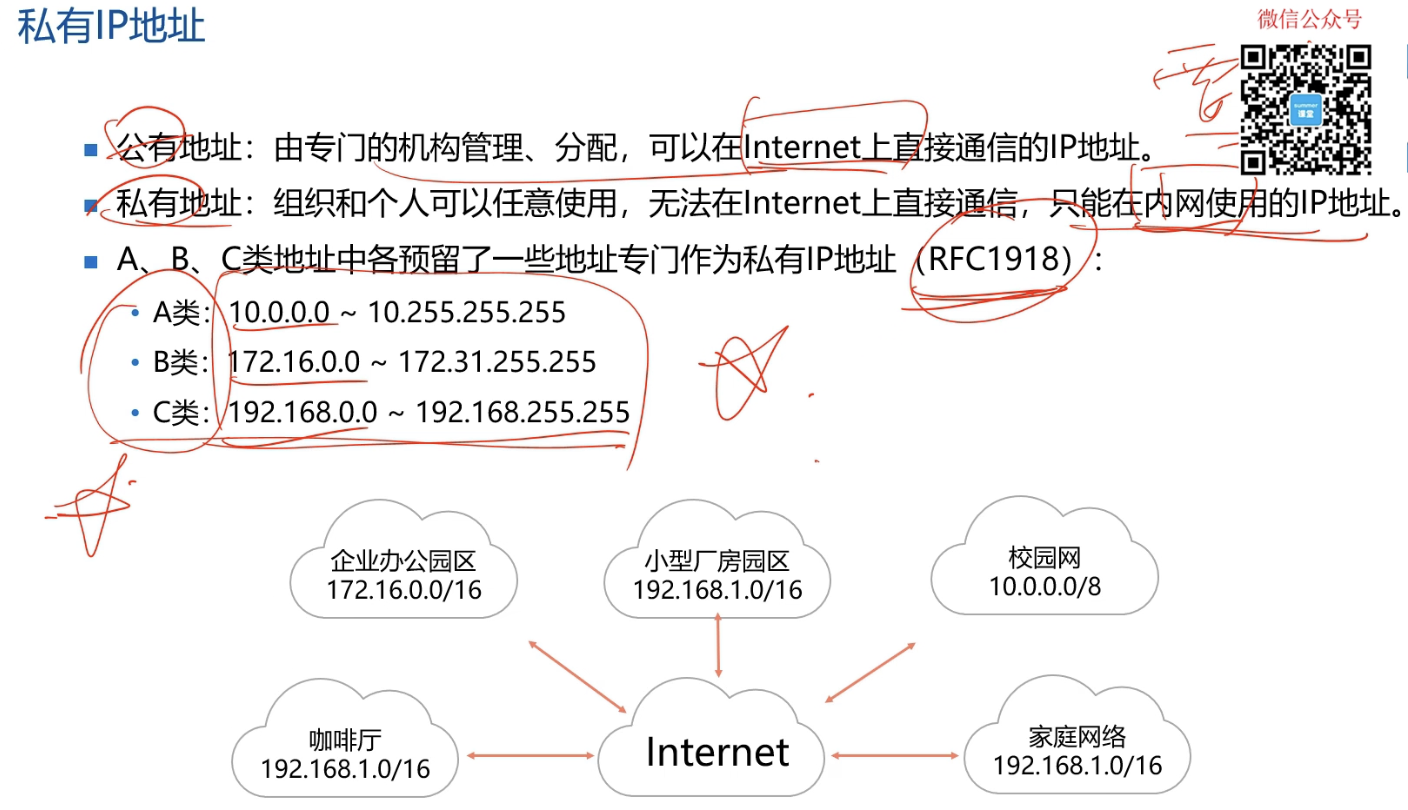 私有IP地址
微信公众号
summer
课堂
公有地址：由专门的机构管理、分配，可以在Internet上直接通信的IP地址。
私有地址：组织和个人可以任意使用，无法在Internet上直接通信，只能在内网使用的IP地址。
A、B、C类地址中各预留了一些地址专门作为私有IP地址（RFC1918）：
A类：10.0.0.0 ~ 10.255.255.255
B类：172.16.0.0 ~ 172.31.255.255
C类：192.168.0.0 ~ 192.168.255.255
企业办公园区
172.16.0.0/16
小型厂房园区
192.168.1.0/16
校园网
10.0.0.0/8
咖啡厅
192.168.1.0/16
Internet
家庭网络
192.168.1.0/16